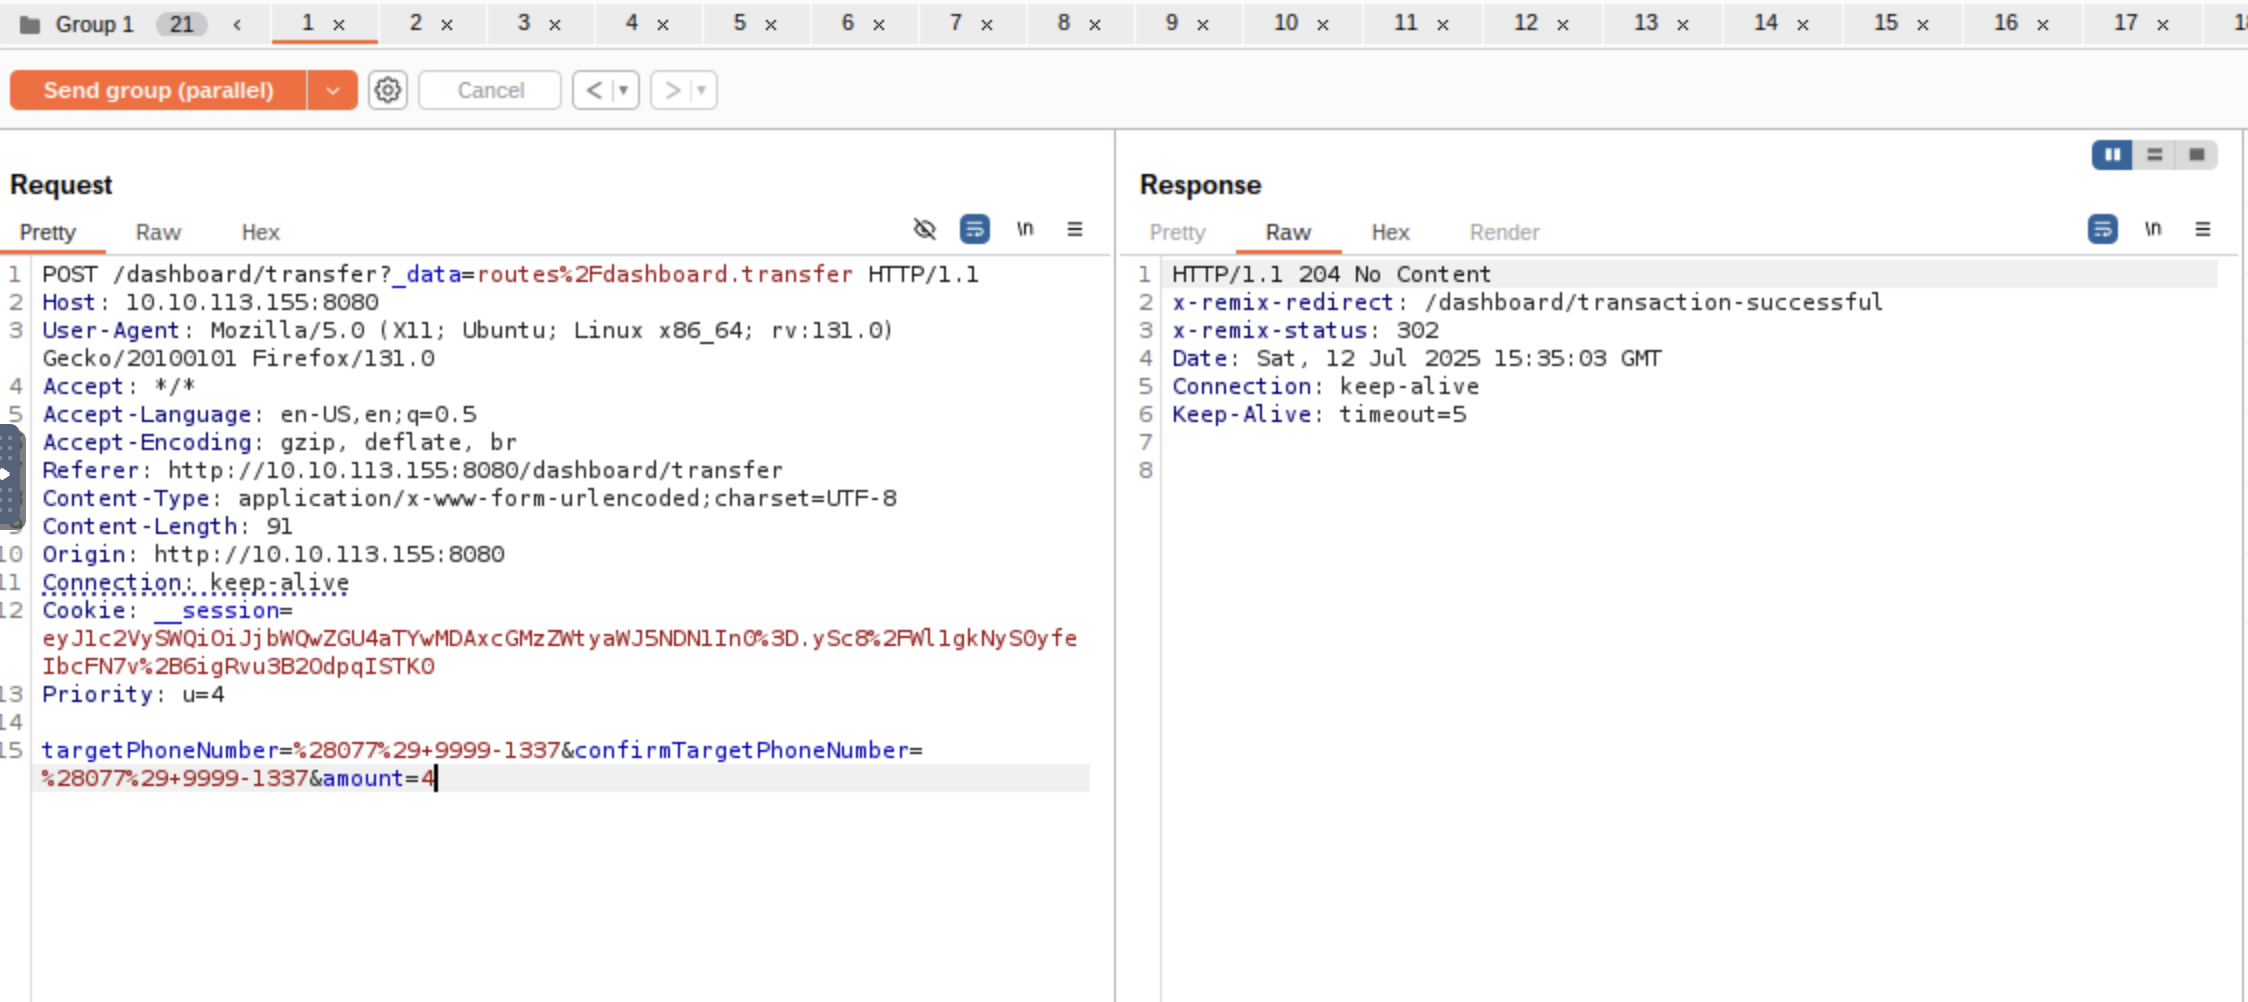 Group 1 21 < 1 × 2 × 3 × 4 × 5 × 6 × 7 × 8 × 9 × 10 × 11 × 12 × 13 × 14 × 15 × 16 × 17 ×
Send group (parallel) Cancel < >
Request
Pretty Raw Hex \n
1 POST /dashboard/transfer?_data=routes%2Fdashboard.transfer HTTP/1.1
2 Host: 10.10.113.155:8080
3 User-Agent: Mozilla/5.0 (X11; Ubuntu; Linux x86_64; rv:131.0)
Gecko/20100101 Firefox/131.0
4 Accept: */*
5 Accept-Language: en-US,en;q=0.5
Accept-Encoding: gzip, deflate, br
Referer: http://10.10.113.155:8080/dashboard/transfer
Content-Type: application/x-www-form-urlencoded;charset=UTF-8
9 Content-Length: 91
10 Origin: http://10.10.113.155:8080
11 Connection: keep-alive
12 Cookie: __session=
eyJ1c2VySWQiOiJjbWQwZGU4aTYwMDAxcGMzZWtyaWJ5NDN1In0%3D.ySc8%2FWl1gkNyS0yfe
IbcFN7v%2B6igRvu3B2OdpqISTK0
13 Priority: u=4
14
15 targetPhoneNumber=%28077%29+9999-1337&confirmTargetPhoneNumber=
%28077%29+9999-1337&amount=4
Response
Pretty Raw Hex Render \n
1 HTTP/1.1 204 No Content
2 x-remix-redirect: /dashboard/transaction-successful
3 x-remix-status: 302
4 Date: Sat, 12 Jul 2025 15:35:03 GMT
5 Connection: keep-alive
6 Keep-Alive: timeout=5
7
8